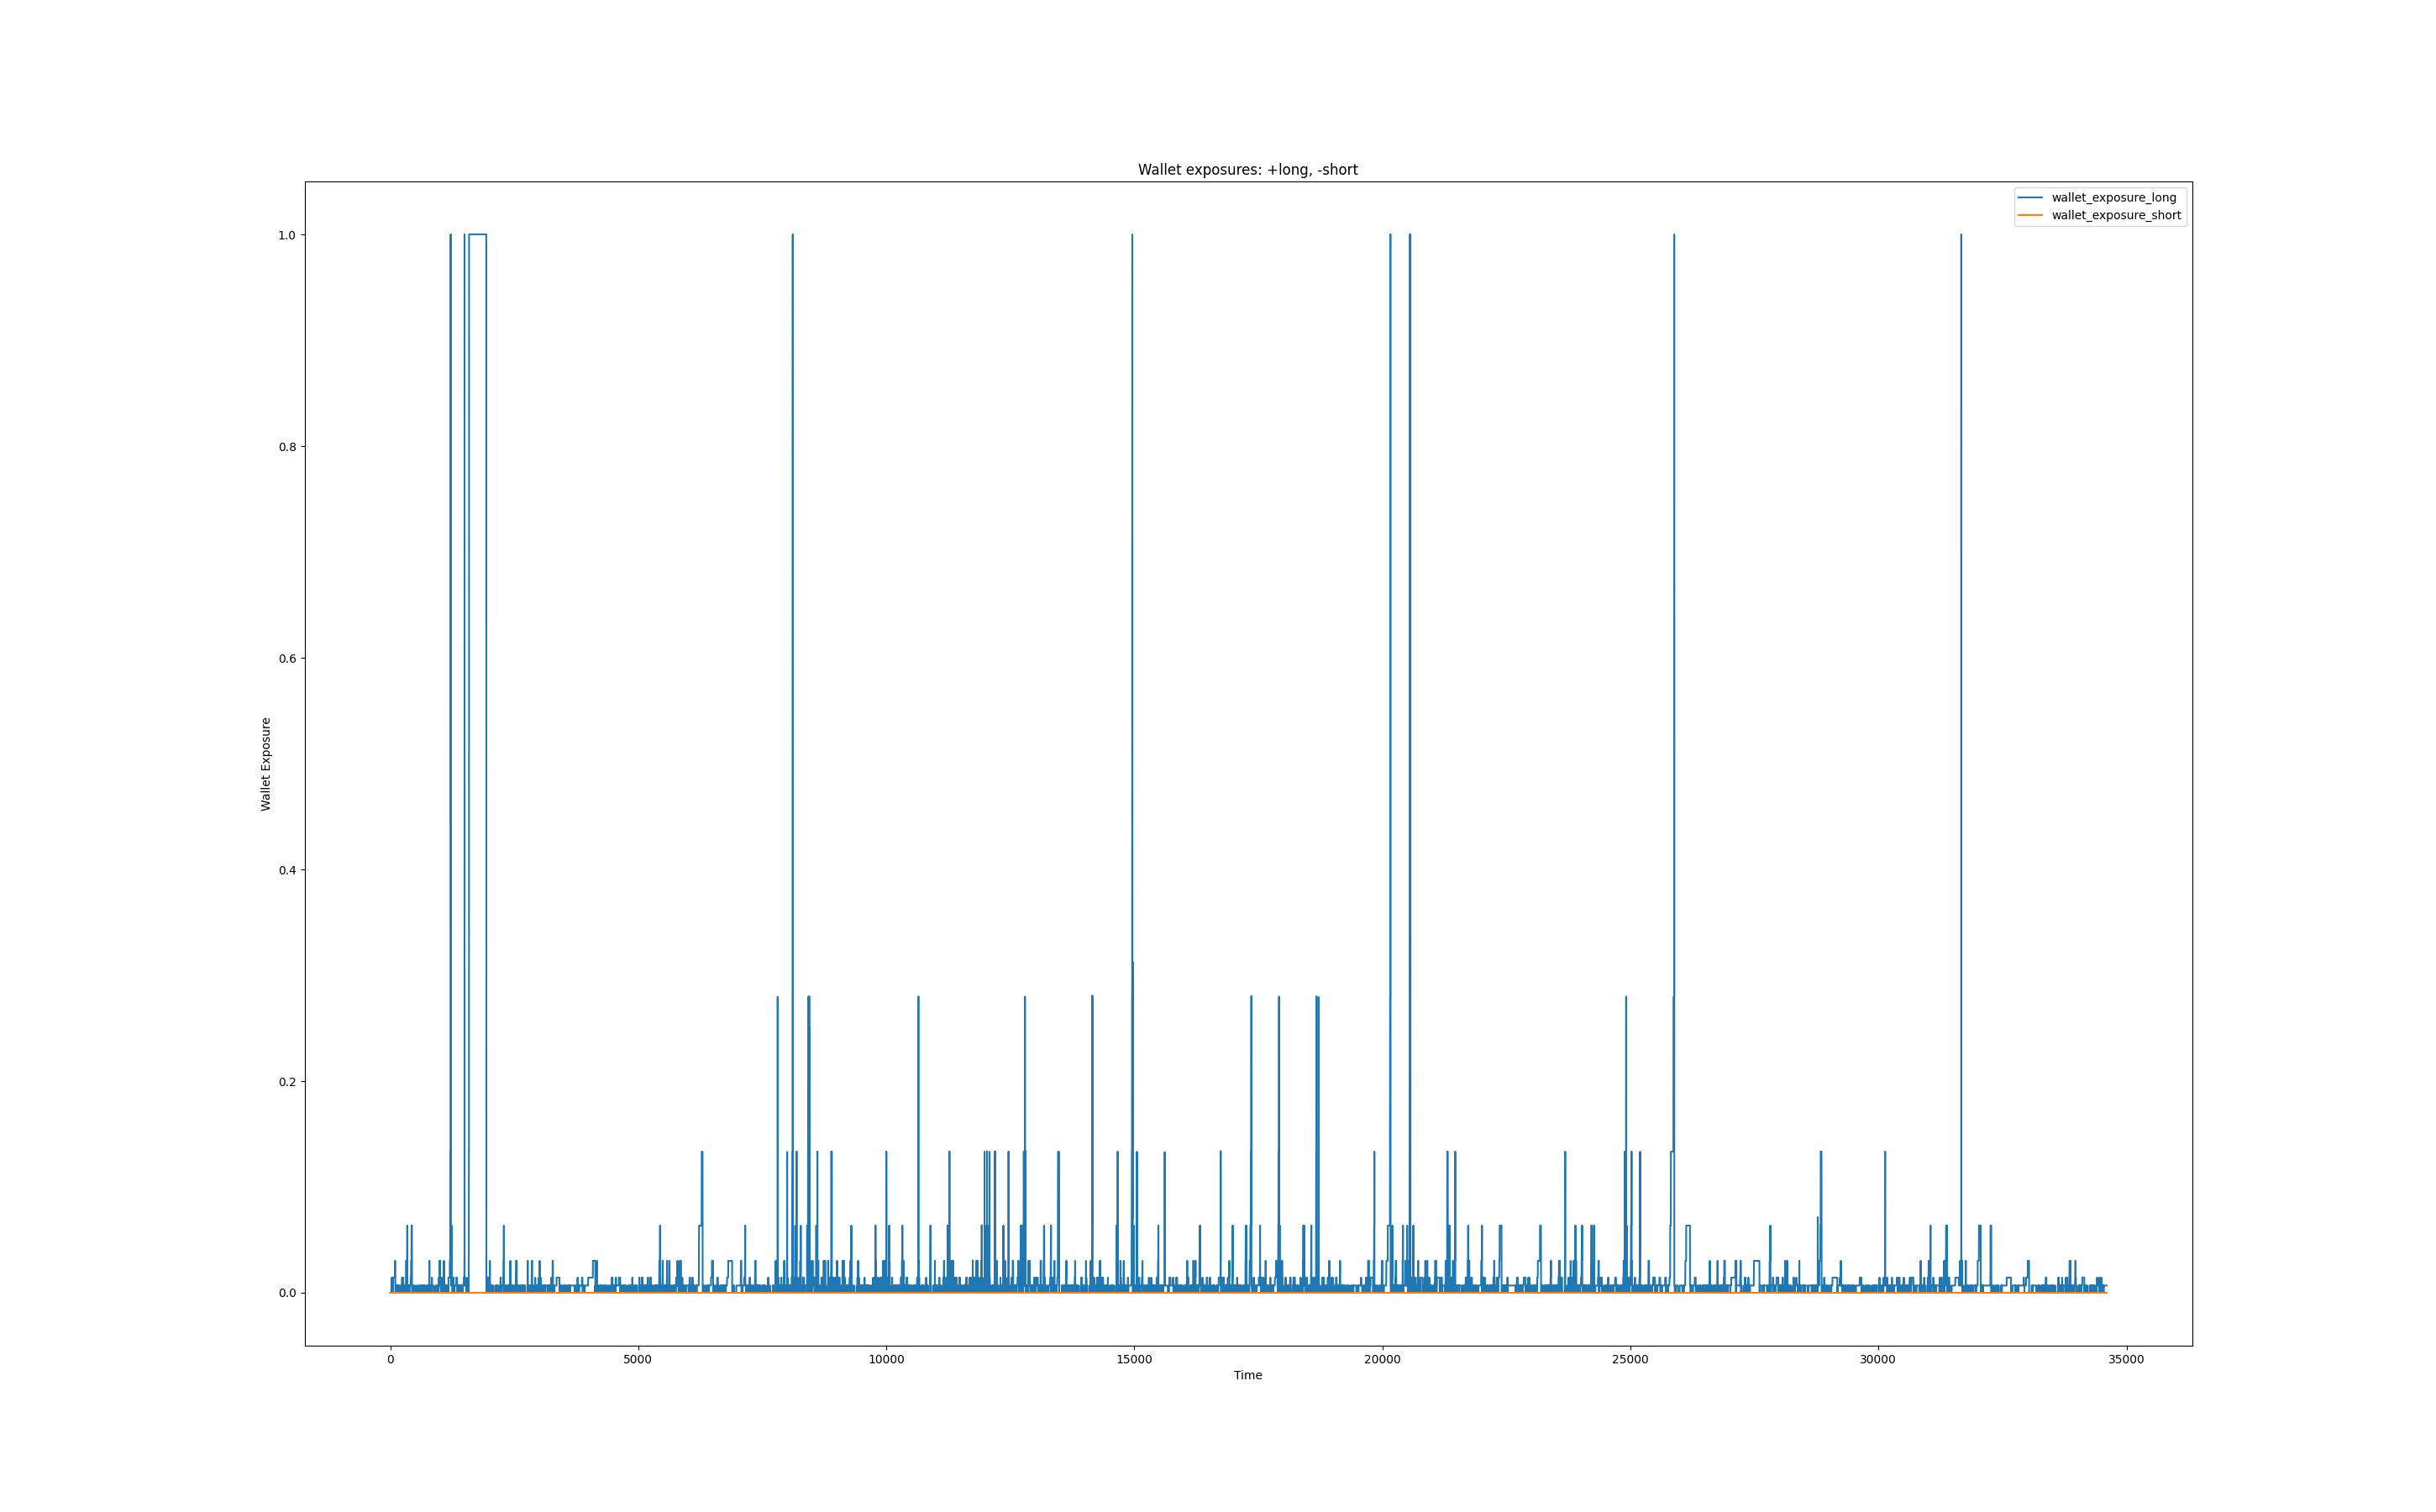 Wallet exposures: +long, -short
wallet_exposure_long
wallet_exposure_short
1.0
0.8
0.6
0.4
0.2
0.0
Wallet Exposure
0 5000 10000 15000 20000 25000 30000 35000
Time